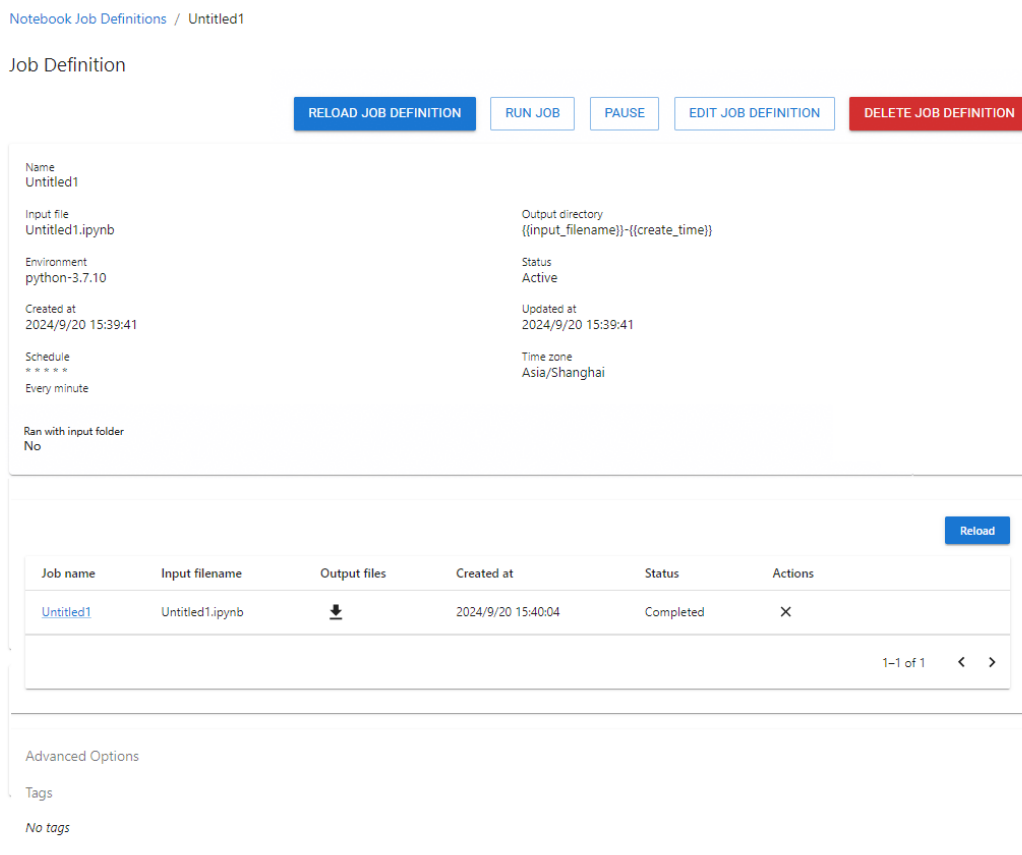 Notebook Job Definitions / Untitled1
Job Definition
RELOAD JOB DEFINITION RUN JOB PAUSE EDIT JOB DEFINITION DELETE JOB DEFINITION
Name
Untitled1
Input file
Untitled1.ipynb
Output directory
{{input_filename}}-{{create_time}}
Environment
python-3.7.10
Status
Active
Created at
2024/9/20 15:39:41
Updated at
2024/9/20 15:39:41
Schedule
* * * * *
Every minute
Time zone
Asia/Shanghai
Ran with input folder
No
Reload
Job name Input filename Output files Created at Status Actions
Untitled1 Untitled1.ipynb 2024/9/20 15:40:04 Completed
1–1 of 1
Advanced Options
Tags
No tags